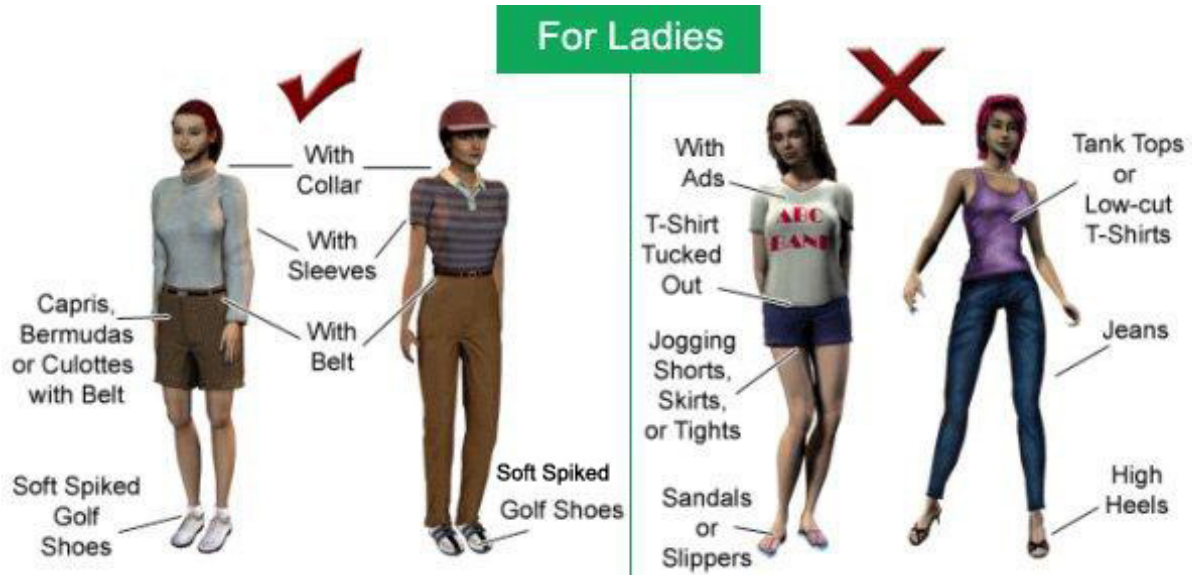 For Ladies
With
Collar
With
Sleeves
Capris,
Bermudas
or Culottes
with Belt
With
Belt
Soft Spiked
Golf
Shoes
Soft Spiked
Golf Shoes
With
Ads
ABC
BAND
T-Shirt
Tucked
Out
Jogging
Shorts,
Skirts,
or Tights
Sandals
or
Slippers
Tank Tops
or
Low-cut
T-Shirts
Jeans
High
Heels